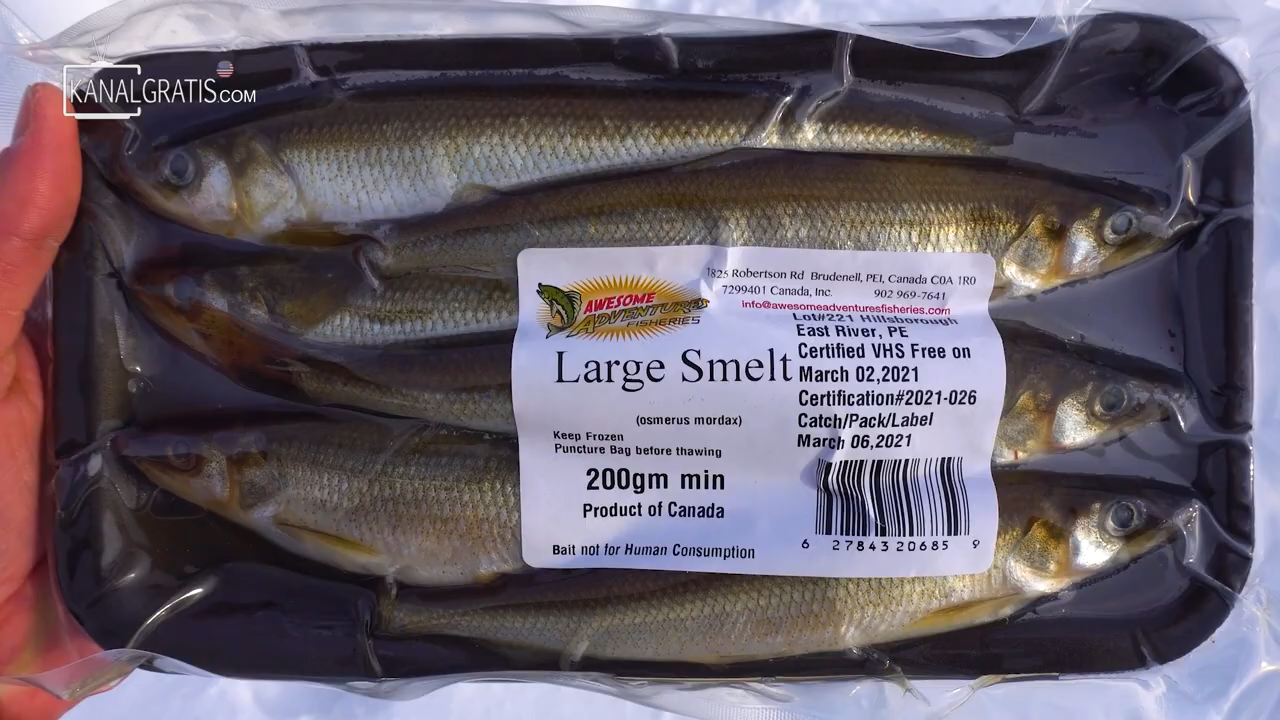 KANALGRATIS.COM
AWESOME
ADVENTURES
FISHERIES
1825 Robertson Rd Brudenell, PEI, Canada C0A 1R0
7299401 Canada, Inc. 902 969-7641
info@awesomeadventuresfisheries.com
Large Smelt
(osmerus mordax)
Keep Frozen
Puncture Bag before thawing
200gm min
Product of Canada
Bait not for Human Consumption
Lot#221 Hillsborough
East River, PE
Certified VHS Free on
March 02,2021
Certification#2021-026
Catch/Pack/Label
March 06,2021
6 27843 20685 9